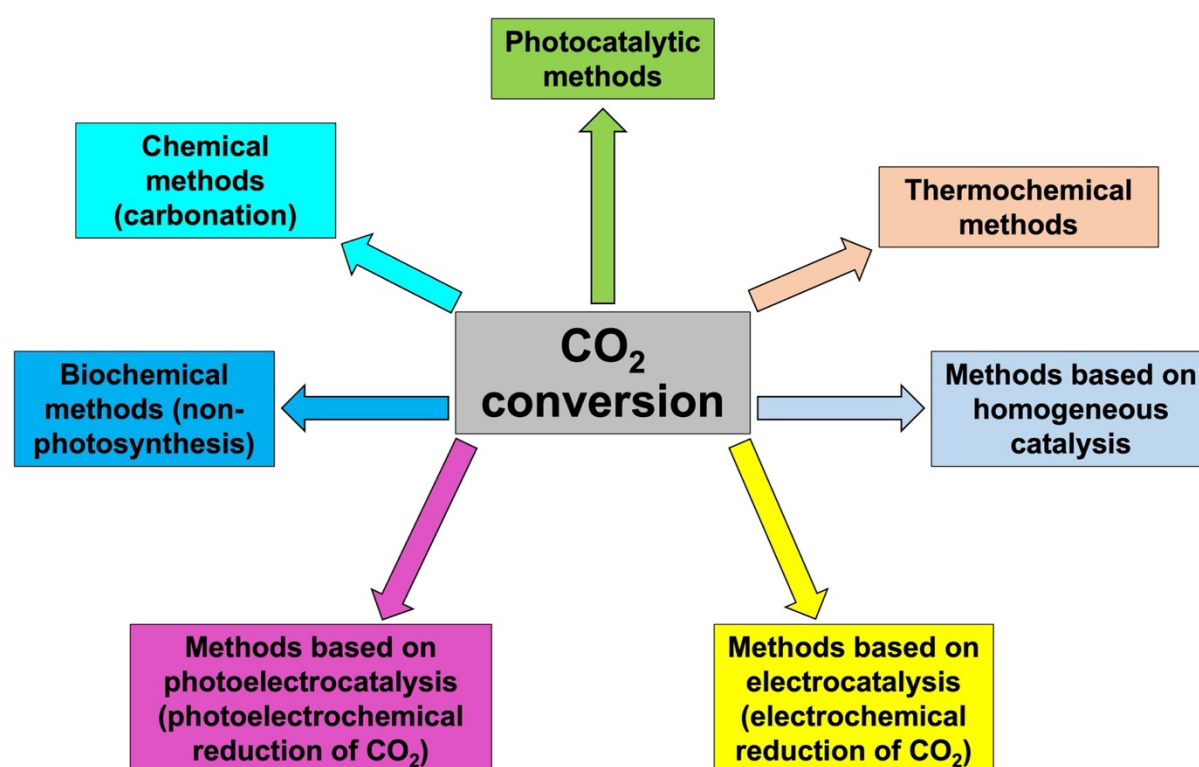 Photocatalytic
methods
Chemical
methods
(carbonation)
Thermochemical
methods
CO₂
conversion
Biochemical
methods (non-
photosynthesis)
Methods based on
homogeneous
catalysis
Methods based on
photoelectrocatalysis
(photoelectrochemical
reduction of CO₂)
Methods based on
electrocatalysis
(electrochemical
reduction of CO₂)